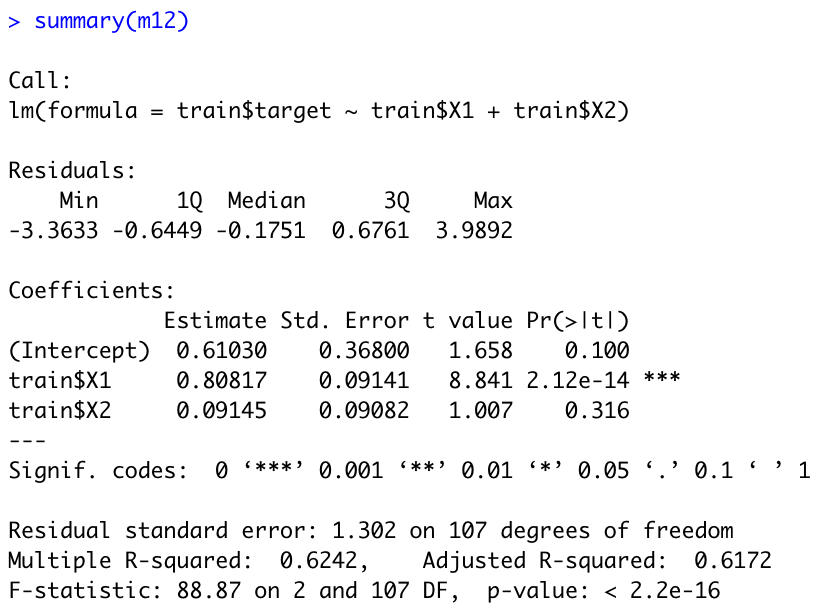 > summary(m12)
Call:
lm(formula = train$target ~ train$X1 + train$X2)
Residuals:
    Min      1Q  Median      3Q     Max
-3.3633 -0.6449 -0.1751  0.6761  3.9892
Coefficients:
            Estimate Std. Error t value Pr(>|t|)
(Intercept)  0.61030    0.36800   1.658    0.100
train$X1     0.80817    0.09141   8.841 2.12e-14 ***
train$X2     0.09145    0.09082   1.007    0.316
---
Signif. codes:  0 ‘***’ 0.001 ‘**’ 0.01 ‘*’ 0.05 ‘.’ 0.1 ‘ ’ 1
Residual standard error: 1.302 on 107 degrees of freedom
Multiple R-squared:  0.6242,    Adjusted R-squared:  0.6172
F-statistic: 88.87 on 2 and 107 DF,  p-value: < 2.2e-16